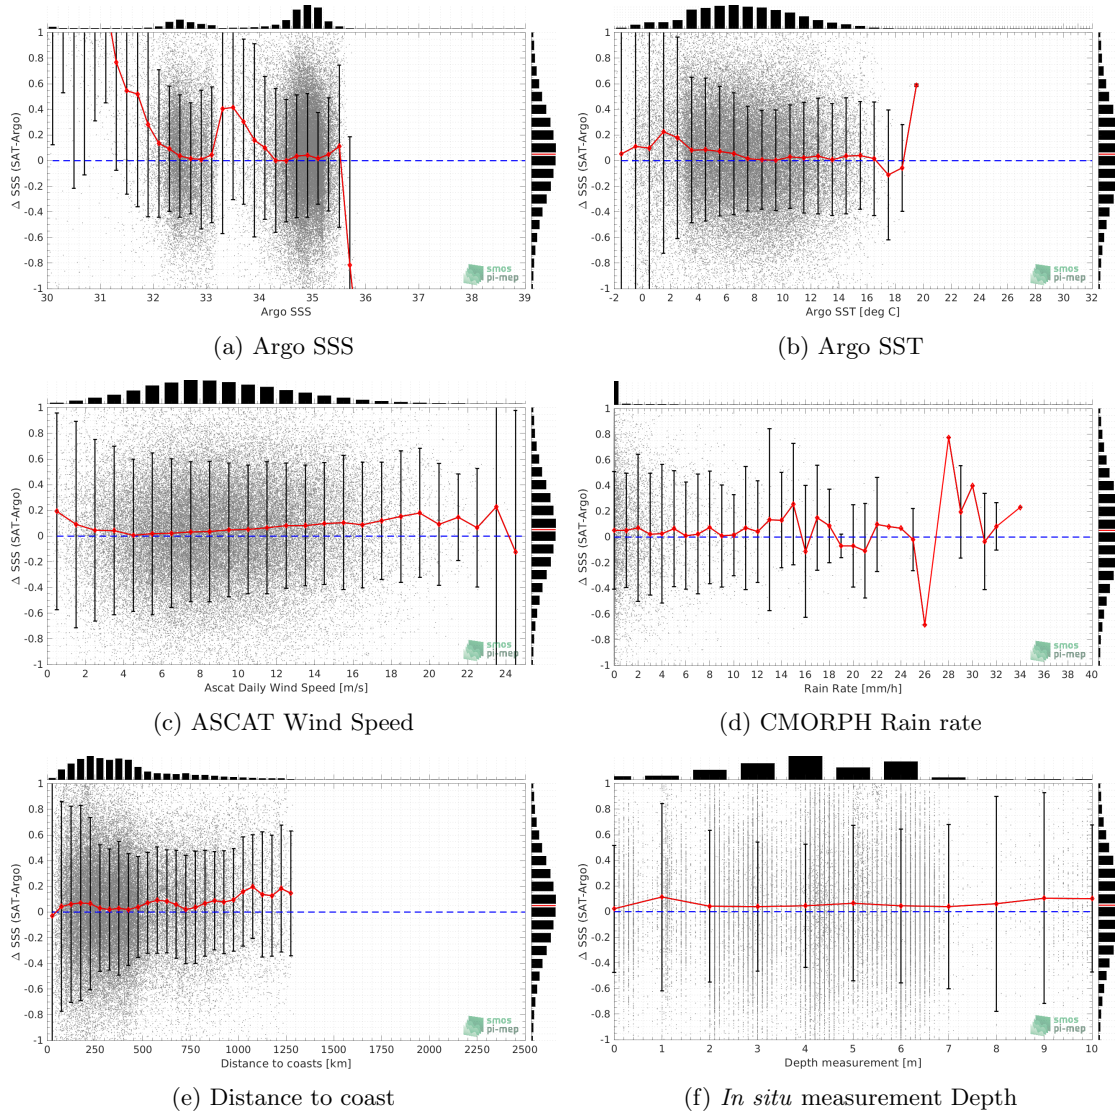 1
0.8
0.6
0.4
0.2
0
-0.2
-0.4
-0.6
-0.8
-1
Δ SSS (SAT-Argo)
30 31 32 33 34 35 36 37 38 39
Argo SSS
smos
pi-mep
(a) Argo SSS
1
0.8
0.6
0.4
0.2
0
-0.2
-0.4
-0.6
-0.8
-1
Δ SSS (SAT-Argo)
-2 0 2 4 6 8 10 12 14 16 18 20 22 24 26 28 30 32
Argo SST [deg C]
smos
pi-mep
(b) Argo SST
1
0.8
0.6
0.4
0.2
0
-0.2
-0.4
-0.6
-0.8
-1
Δ SSS (SAT-Argo)
0 2 4 6 8 10 12 14 16 18 20 22 24
Ascat Daily Wind Speed [m/s]
smos
pi-mep
(c) ASCAT Wind Speed
1
0.8
0.6
0.4
0.2
0
-0.2
-0.4
-0.6
-0.8
-1
Δ SSS (SAT-Argo)
0 2 4 6 8 10 12 14 16 18 20 22 24 26 28 30 32 34 36 38 40
Rain Rate [mm/h]
smos
pi-mep
(d) CMORPH Rain rate
1
0.8
0.6
0.4
0.2
0
-0.2
-0.4
-0.6
-0.8
-1
Δ SSS (SAT-Argo)
0 250 500 750 1000 1250 1500 1750 2000 2250 2500
Distance to coasts [km]
smos
pi-mep
(e) Distance to coast
1
0.8
0.6
0.4
0.2
0
-0.2
-0.4
-0.6
-0.8
-1
Δ SSS (SAT-Argo)
0 1 2 3 4 5 6 7 8 9 10
Depth measurement [m]
smos
pi-mep
(f) In situ measurement Depth